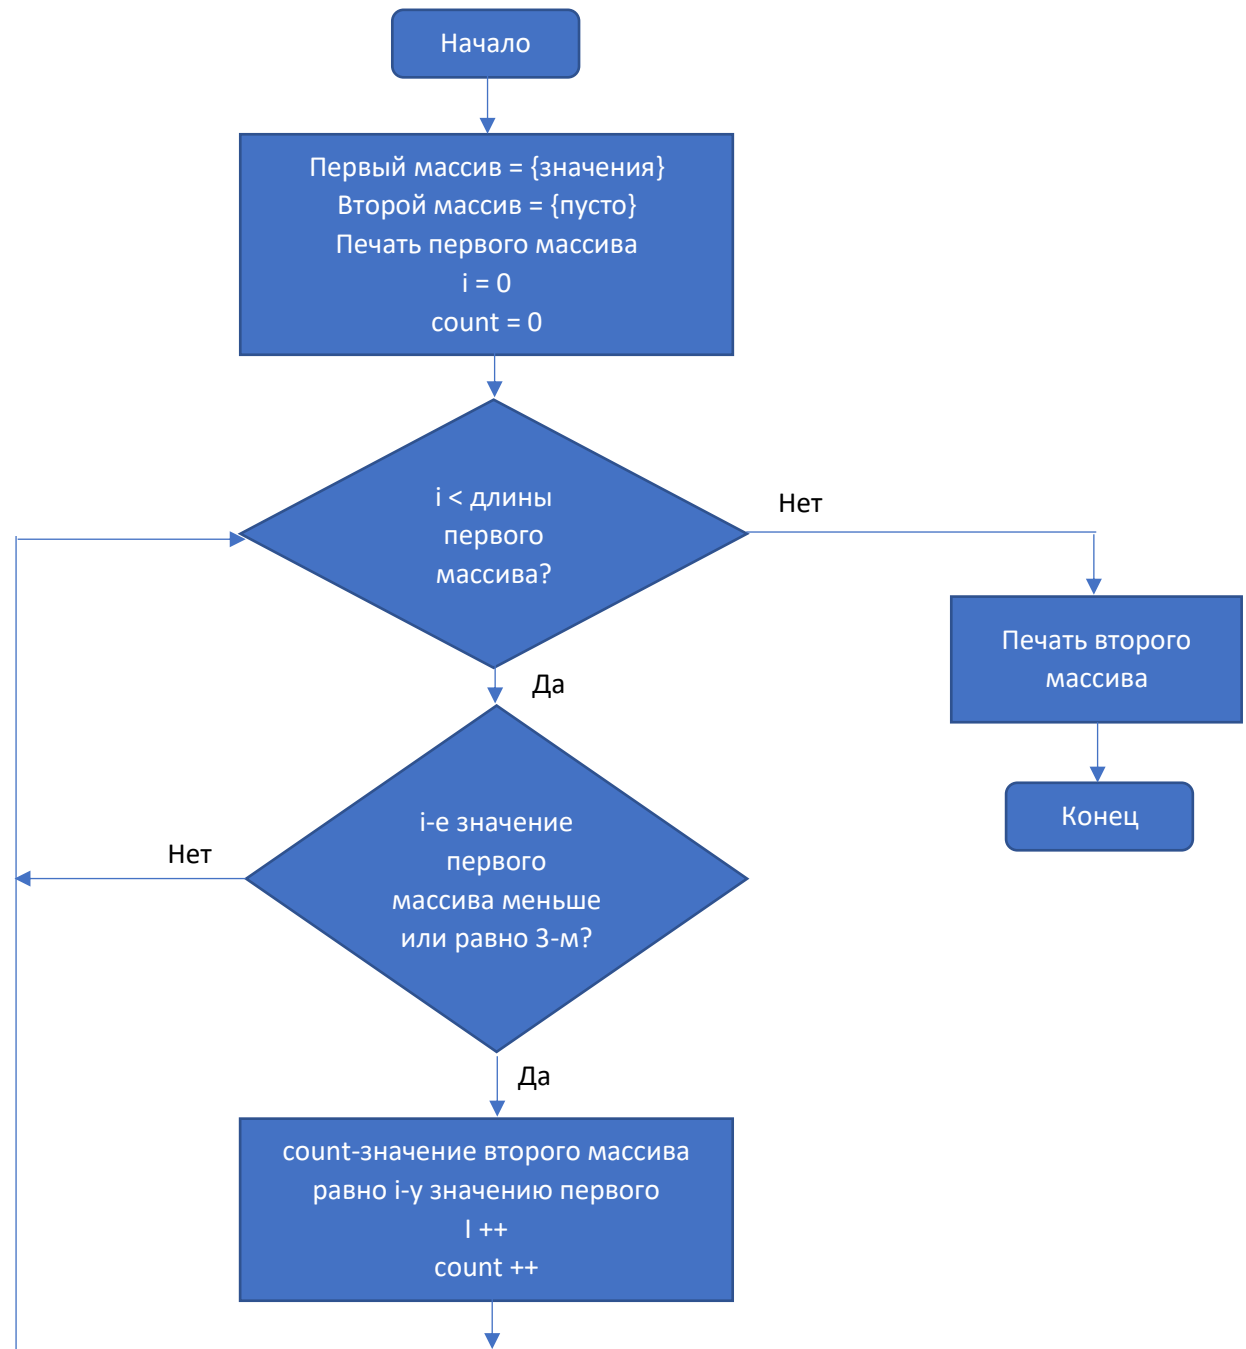 Начало
Первый массив = {значения}
Второй массив = {пусто}
Печать первого массива
i = 0
count = 0
i < длины
первого
массива?
Нет
Печать второго
массива
Конец
Да
i-е значение
первого
массива меньше
или равно 3-м?
Нет
Да
count-значение второго массива
равно i-у значению первого
I ++
count ++